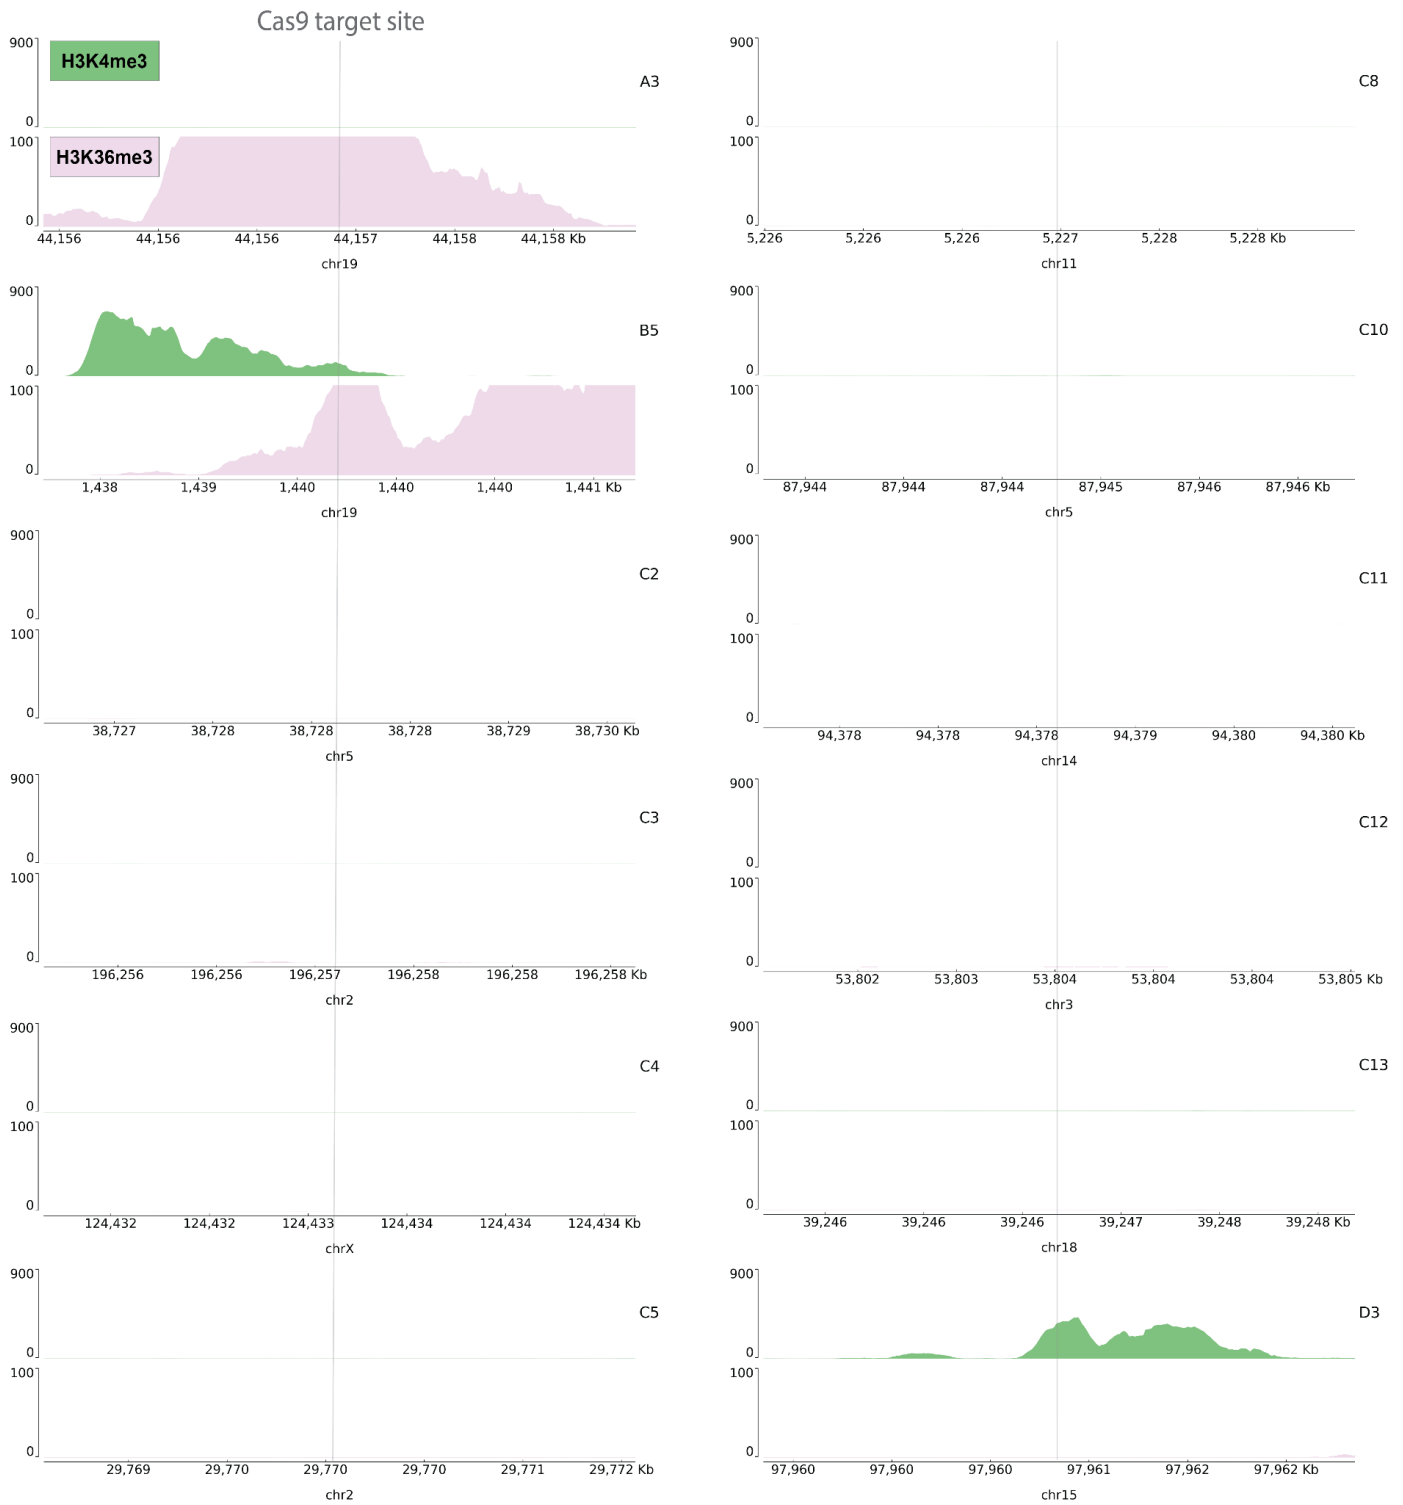 Cas9 target site
900
H3K4me3
A3
0
100
H3K36me3
0
44,156 44,156 44,156 44,157 44,158 44,158 Kb
chr19
900
B5
0
100
0
1,438 1,439 1,440 1,440 1,440 1,441 Kb
chr19
900
C2
0
100
0
38,727 38,728 38,728 38,728 38,729 38,730 Kb
chr5
900
C3
0
100
0
196,256 196,256 196,257 196,258 196,258 196,258 Kb
chr2
900
C4
0
100
0
124,432 124,432 124,433 124,434 124,434 124,434 Kb
chrX
900
C5
0
100
0
29,769 29,770 29,770 29,770 29,771 29,772 Kb
chr2
900
C8
0
100
0
5,226 5,226 5,226 5,227 5,228 5,228 Kb
chr11
900
C10
0
100
0
87,944 87,944 87,944 87,945 87,946 87,946 Kb
chr5
900
C11
0
100
0
94,378 94,378 94,378 94,379 94,380 94,380 Kb
chr14
900
C12
0
100
0
53,802 53,803 53,804 53,804 53,804 53,805 Kb
chr3
900
C13
0
100
0
39,246 39,246 39,246 39,247 39,248 39,248 Kb
chr18
900
D3
0
100
0
97,960 97,960 97,960 97,961 97,962 97,962 Kb
chr15